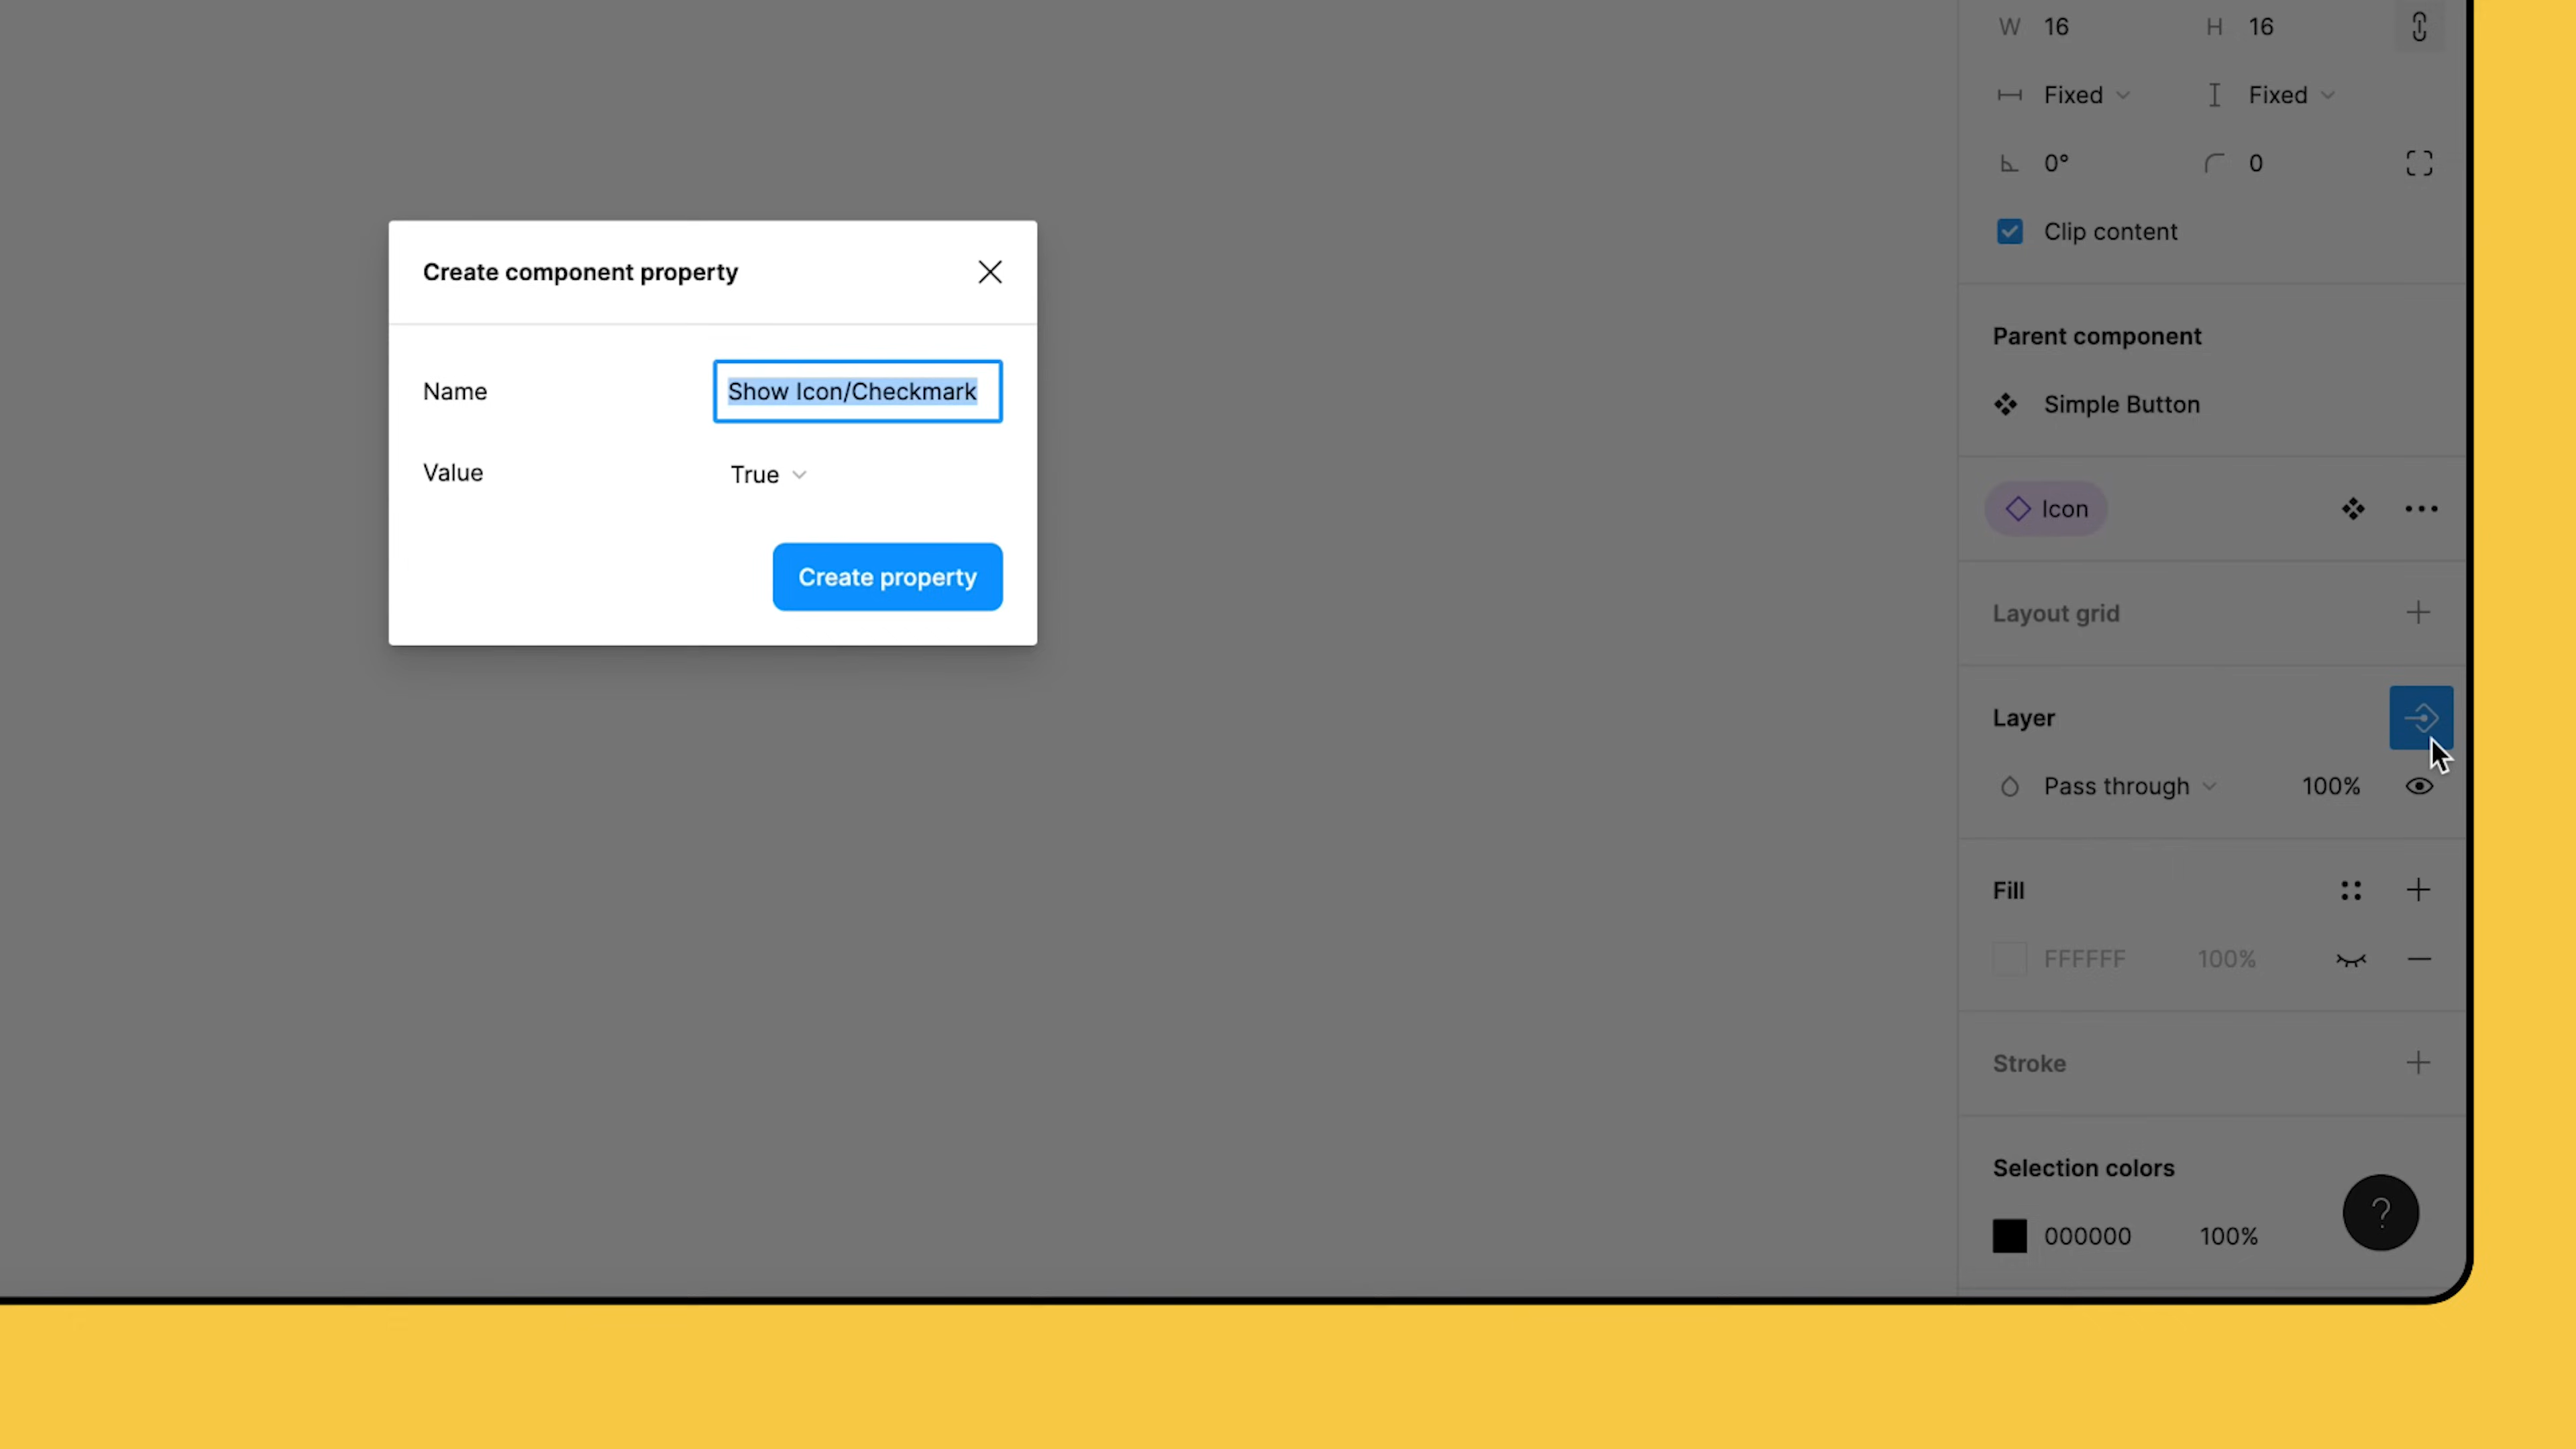 Create component property
Name
Show Icon/Checkmark
Value
True
Create property
W 16 H 16
Fixed Fixed
0° 0
Clip content
Parent component
Simple Button
Icon
Layout grid
Layer
Pass through 100%
Fill
FFFFFF 100%
Stroke
Selection colors
000000 100%
?